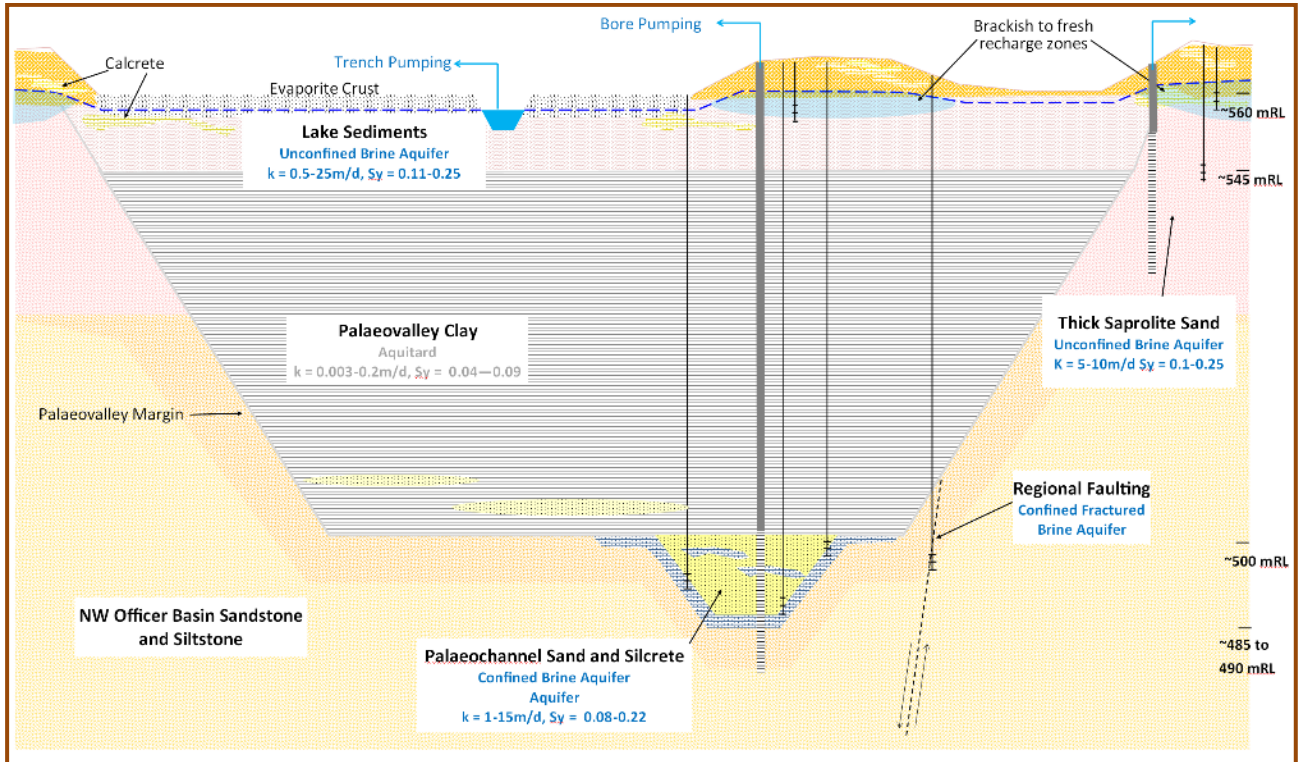 Bore Pumping
Brackish to fresh
recharge zones
Calcrete
Trench Pumping
Evaporite Crust
~560 mRL
Lake Sediments
Unconfined Brine Aquifer
k = 0.5-25m/d, Sy = 0.11-0.25
~545 mRL
Palaeovalley Clay
Aquitard
k = 0.003-0.2m/d, Sy = 0.04—0.09
Thick Saprolite Sand
Unconfined Brine Aquifer
K = 5-10m/d Sy = 0.1-0.25
Palaeovalley Margin
Regional Faulting
Confined Fractured
Brine Aquifer
~500 mRL
NW Officer Basin Sandstone
and Siltstone
~485 to
490 mRL
Palaeochannel Sand and Silcrete
Confined Brine Aquifer
Aquifer
k = 1-15m/d, Sy = 0.08-0.22